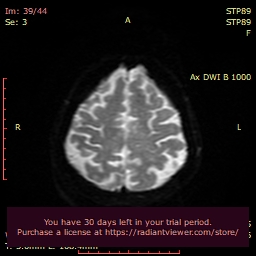 Im: 39/44
Se: 3
A
STP89
STP89
F
Ax DWI B 1000
R
L
You have 30 days left in your trial period.
Purchase a license at https://radiantviewer.com/store/